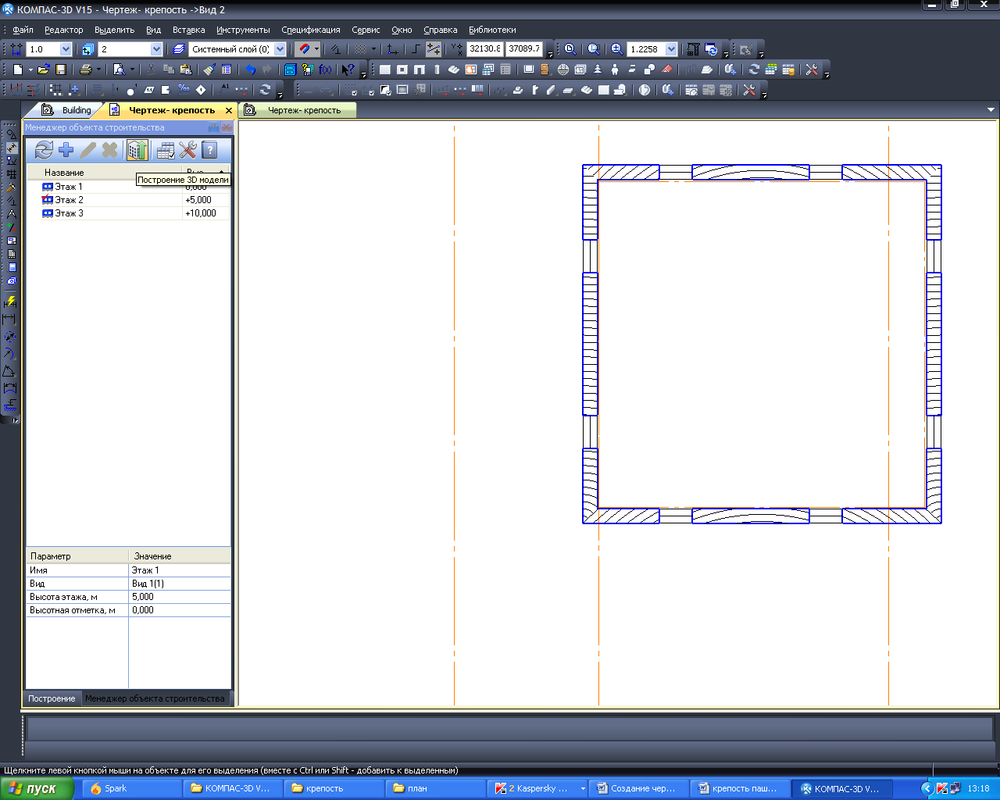 КОМПАС-3D V15 - Чертеж- крепость ->Вид 2
Файл Редактор Выделить Вид Вставка Инструменты Спецификация Сервис Окно Справка Библиотеки
1.0 2 Системный слой (0) 32130.8 37089.7 1.2258
Building Чертеж- крепость Чертеж- крепость
Менеджер объекта строительства
Название
Построение 3D модели
Этаж 1
Этаж 2 +5,000
Этаж 3 +10,000
Параметр Значение
Имя Этаж 1
Вид Вид 1(1)
Высота этажа, м 5,000
Высотная отметка, м 0,000
Построение Менеджер объекта строительства
Щелкните левой кнопкой мыши на объекте для его выделения (вместе с Ctrl или Shift - добавить к выделенным)
пуск Spark КОМПАС-3D V... крепость план 2 Kaspersky ... Создание чер... крепость паш... КОМПАС-3D V... 13:18